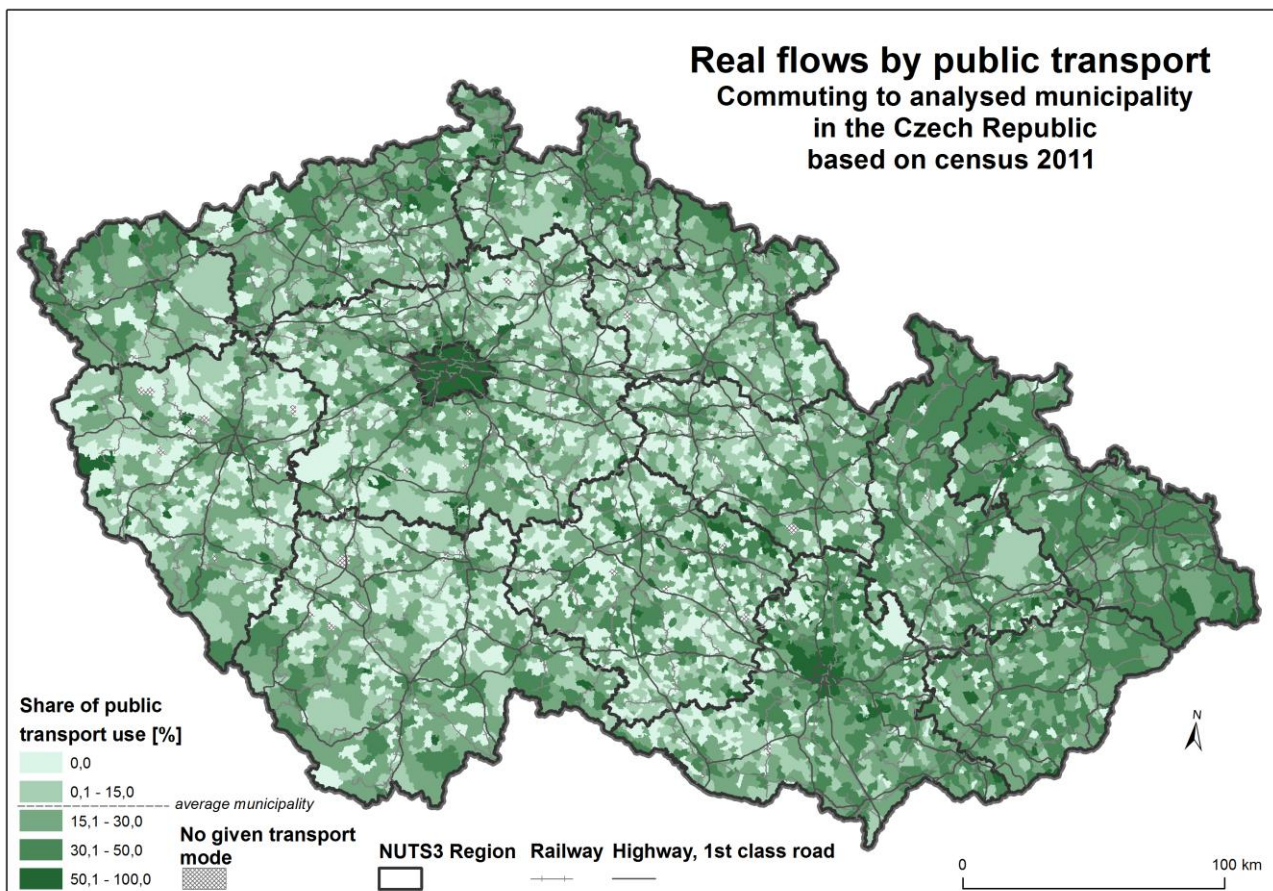 Real flows by public transport
Commuting to analysed municipality
in the Czech Republic
based on census 2011
Share of public
transport use [%]
0,0
0,1 - 15,0
average municipality
15,1 - 30,0
30,1 - 50,0
50,1 - 100,0
No given transport
mode
NUTS3 Region
Railway
Highway, 1st class road
N
0
100 km